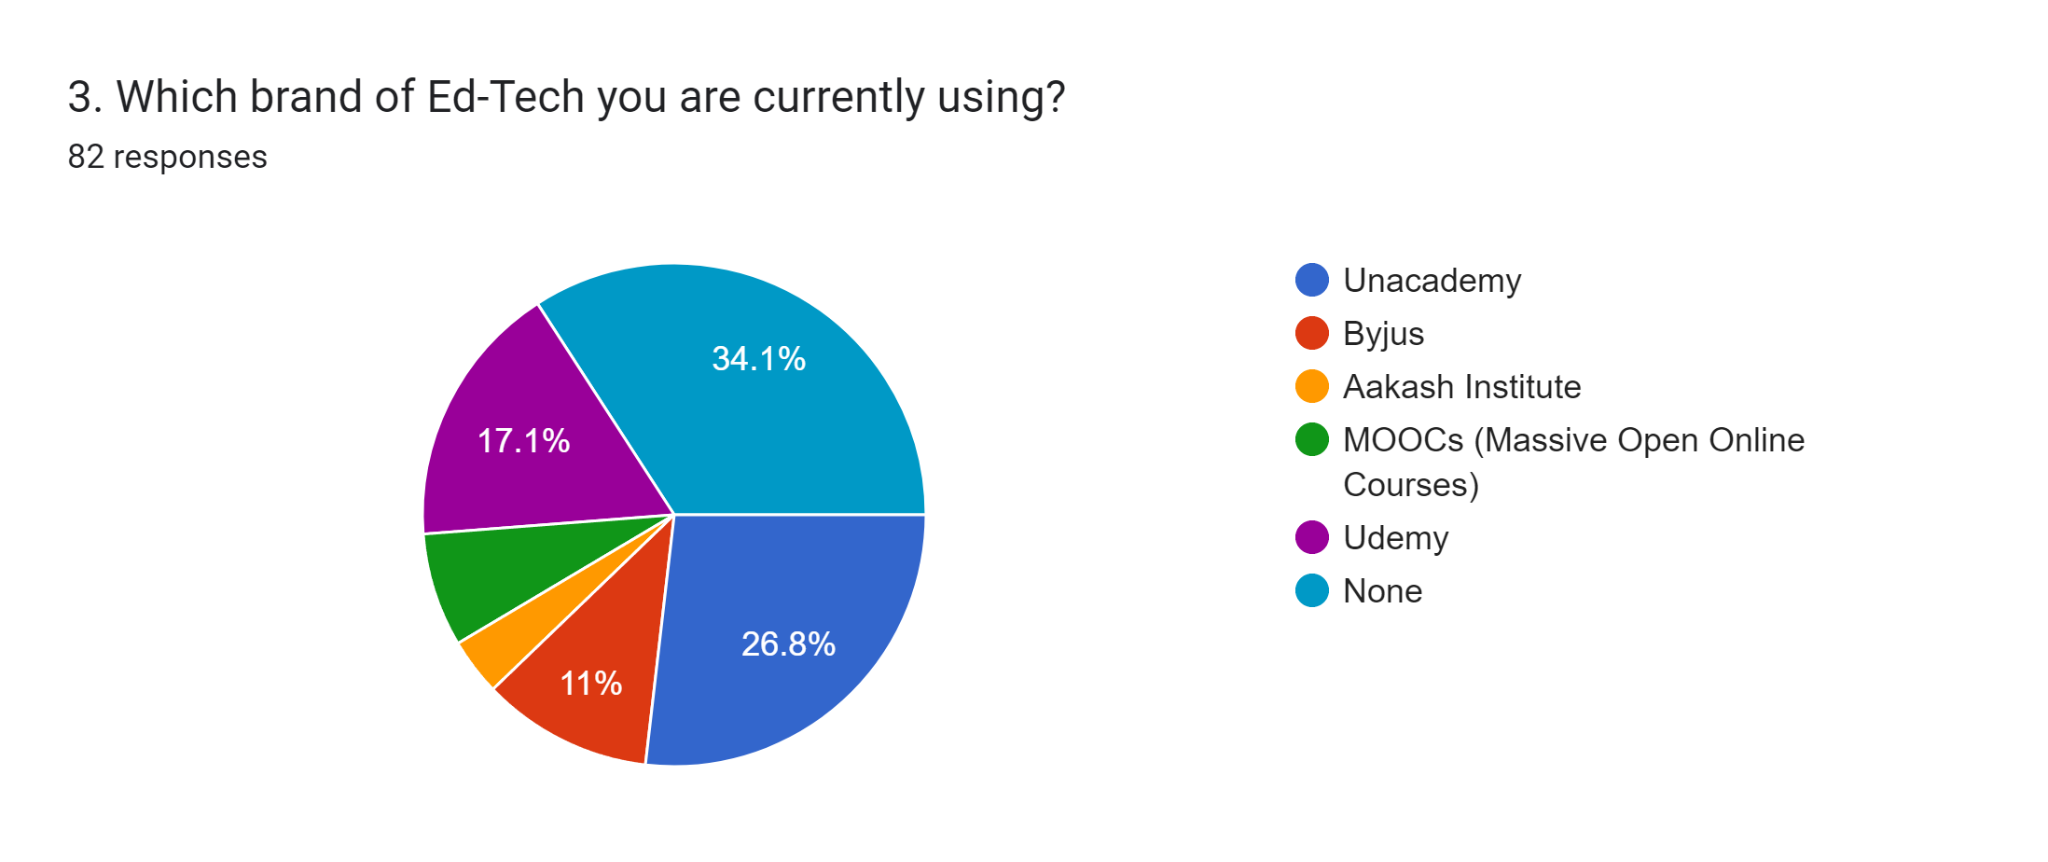 3. Which brand of Ed-Tech you are currently using?
82 responses
34.1%
17.1%
26.8%
11%
Unacademy
Byjus
Aakash Institute
MOOCs (Massive Open Online
Courses)
Udemy
None